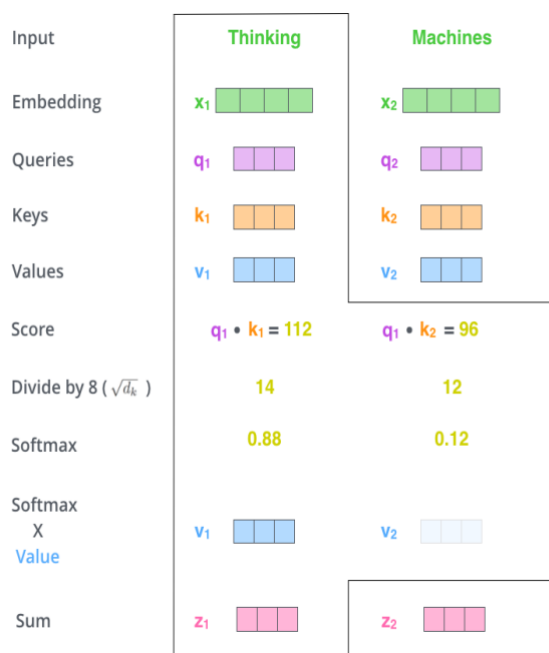 Input Thinking Machines
Embedding x₁ x₂
Queries q₁ q₂
Keys k₁ k₂
Values v₁ v₂
Score q₁ • k₁ = 112 q₁ • k₂ = 96
Divide by 8 ( √dₖ ) 14 12
Softmax 0.88 0.12
Softmax
X v₁ v₂
Value
Sum z₁ z₂